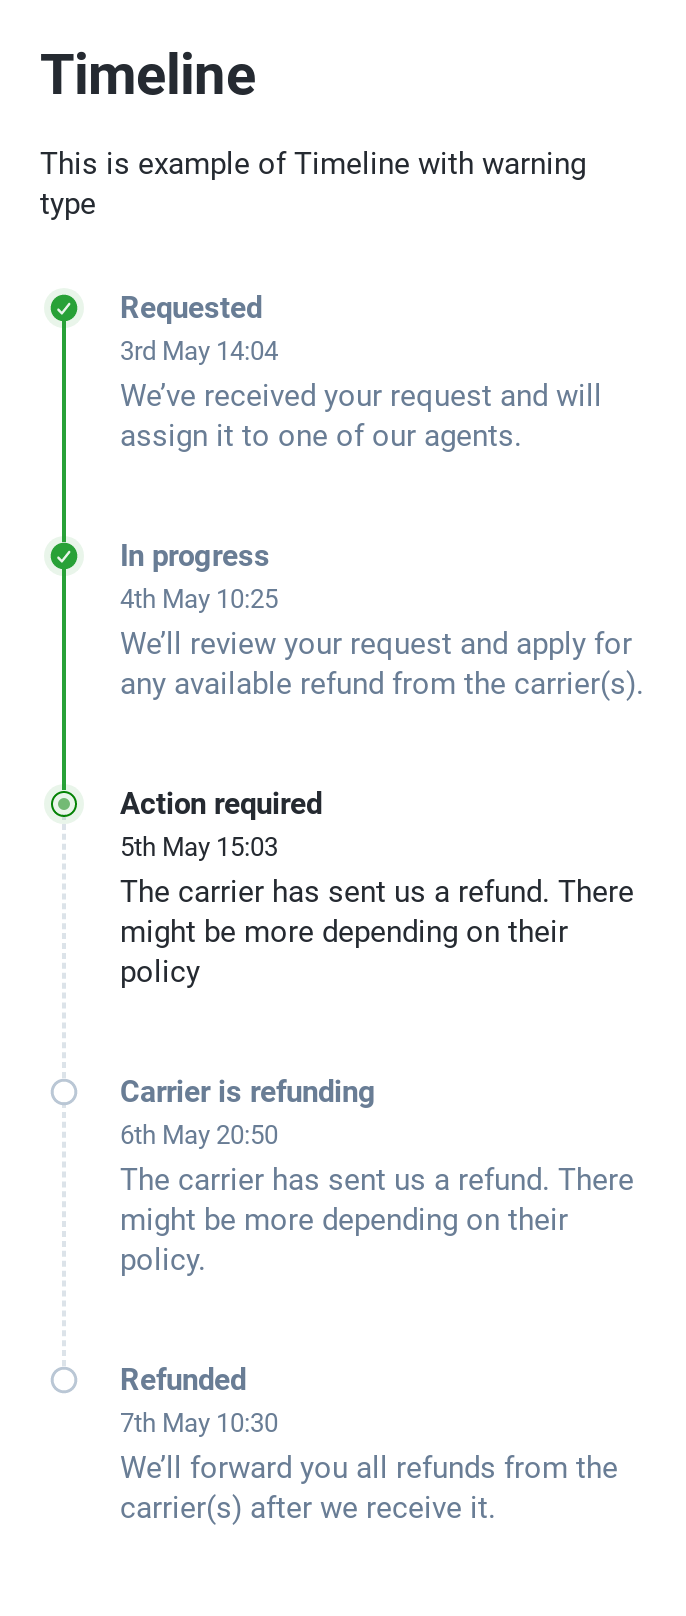 Timeline
This is example of Timeline with warning
type
Requested
3rd May 14:04
We’ve received your request and will
assign it to one of our agents.
In progress
4th May 10:25
We’ll review your request and apply for
any available refund from the carrier(s).
Action required
5th May 15:03
The carrier has sent us a refund. There
might be more depending on their
policy
Carrier is refunding
6th May 20:50
The carrier has sent us a refund. There
might be more depending on their
policy.
Refunded
7th May 10:30
We’ll forward you all refunds from the
carrier(s) after we receive it.